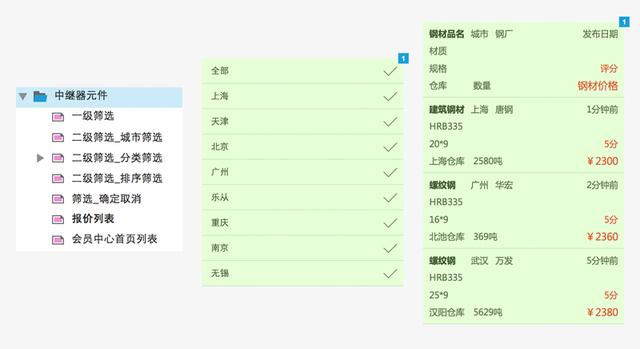 中继器元件
一级筛选
二级筛选_城市筛选
二级筛选_分类筛选
二级筛选_排序筛选
筛选_确定取消
报价列表
会员中心首页列表
1
全部
上海
天津
北京
广州
乐从
重庆
南京
无锡
1
钢材品名 城市 钢厂 发布日期
材质
规格 评分
仓库 数量 钢材价格
建筑钢材 上海 唐钢 1分钟前
HRB335
20*9 5分
上海仓库 2580吨 ￥2300
螺纹钢 广州 华宏 2分钟前
HRB335
16*9 5分
北池仓库 369吨 ￥2360
螺纹钢 武汉 万发 5分钟前
HRB335
25*9 5分
汉阳仓库 5629吨 ￥2380